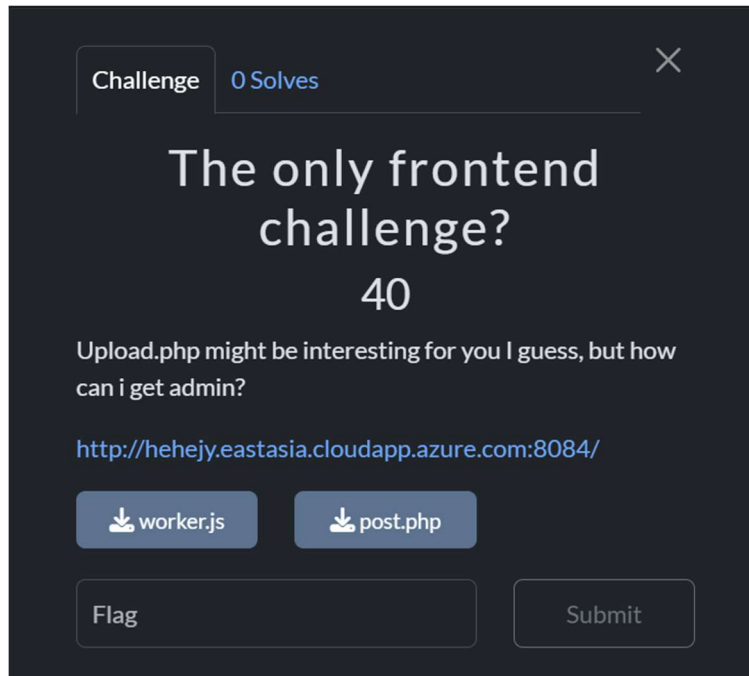 Challenge
0 Solves
The only frontend
challenge?
40
Upload.php might be interesting for you I guess, but how
can i get admin?
http://hehejy.eastasia.cloudapp.azure.com:8084/
worker.js
post.php
Flag
Submit